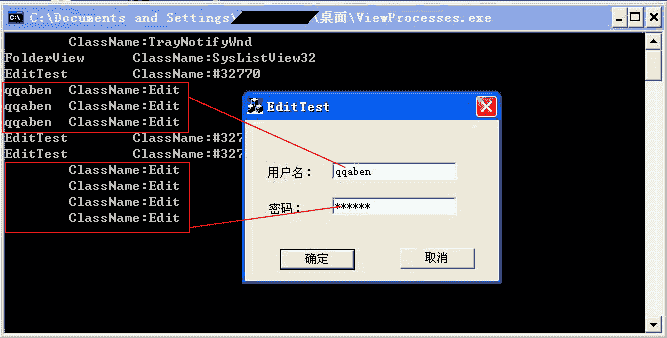 C:\Documents and Settings\ \桌面\ViewProcesses.exe
ClassName:TrayNotifyWnd
FolderView ClassName:SysListView32
EditTest ClassName:#32770
qqaben ClassName:Edit
qqaben ClassName:Edit
qqaben ClassName:Edit
EditTest ClassName:#327
EditTest ClassName:#327
ClassName:Edit
ClassName:Edit
ClassName:Edit
ClassName:Edit
EditTest
用户名：
qqaben
密码：
******
确定
取消